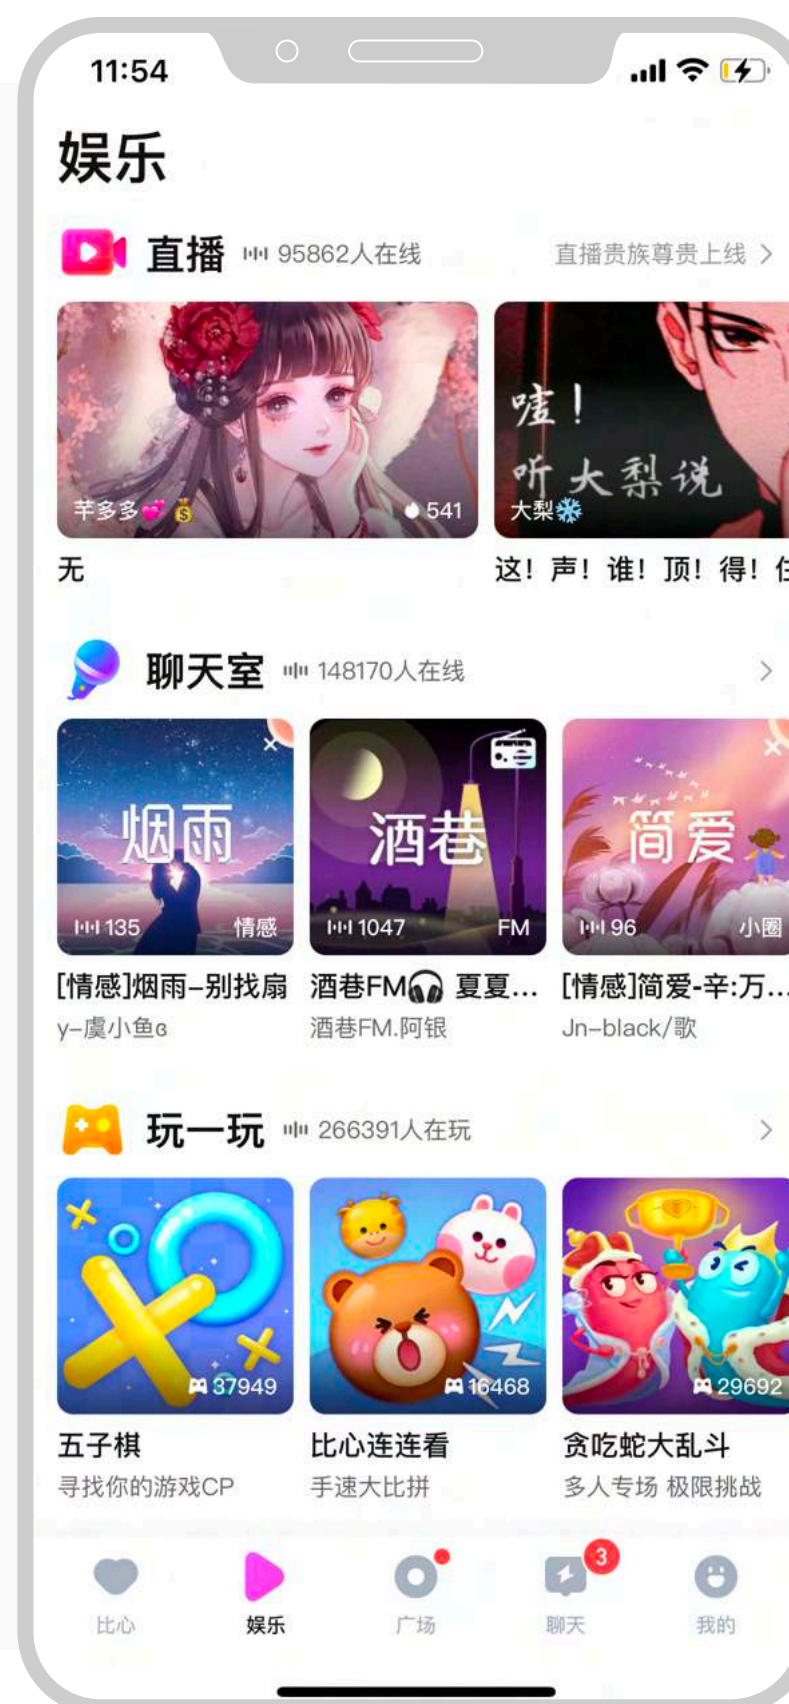 11:54
娱乐
直播 95862人在线 直播贵族尊贵上线 >
嗑！
听大梨说
芊多多💕💰 541
大梨❄️
无
这！声！谁！顶！得！住
聊天室 148170人在线 >
烟雨
135 情感
酒巷
1047 FM
简爱
96 小圈
[情感]烟雨-别找扇
酒巷FM🎧 夏夏...
[情感]简爱-辛:万...
y-虞小鱼ɞ
酒巷FM.阿银
Jn-black/歌
玩一玩 266391人在玩 >
37949
16468
29692
五子棋
比心连连看
贪吃蛇大乱斗
寻找你的游戏CP
手速大比拼
多人专场 极限挑战
3
比心
娱乐
广场
聊天
我的